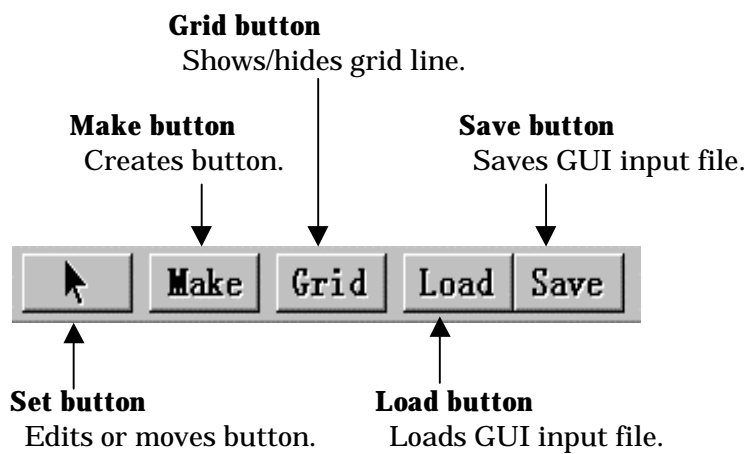 Grid button
Shows/hides grid line.
Make button
Creates button.
Save button
Saves GUI input file.
Make
Grid
Load
Save
Set button
Edits or moves button.
Load button
Loads GUI input file.